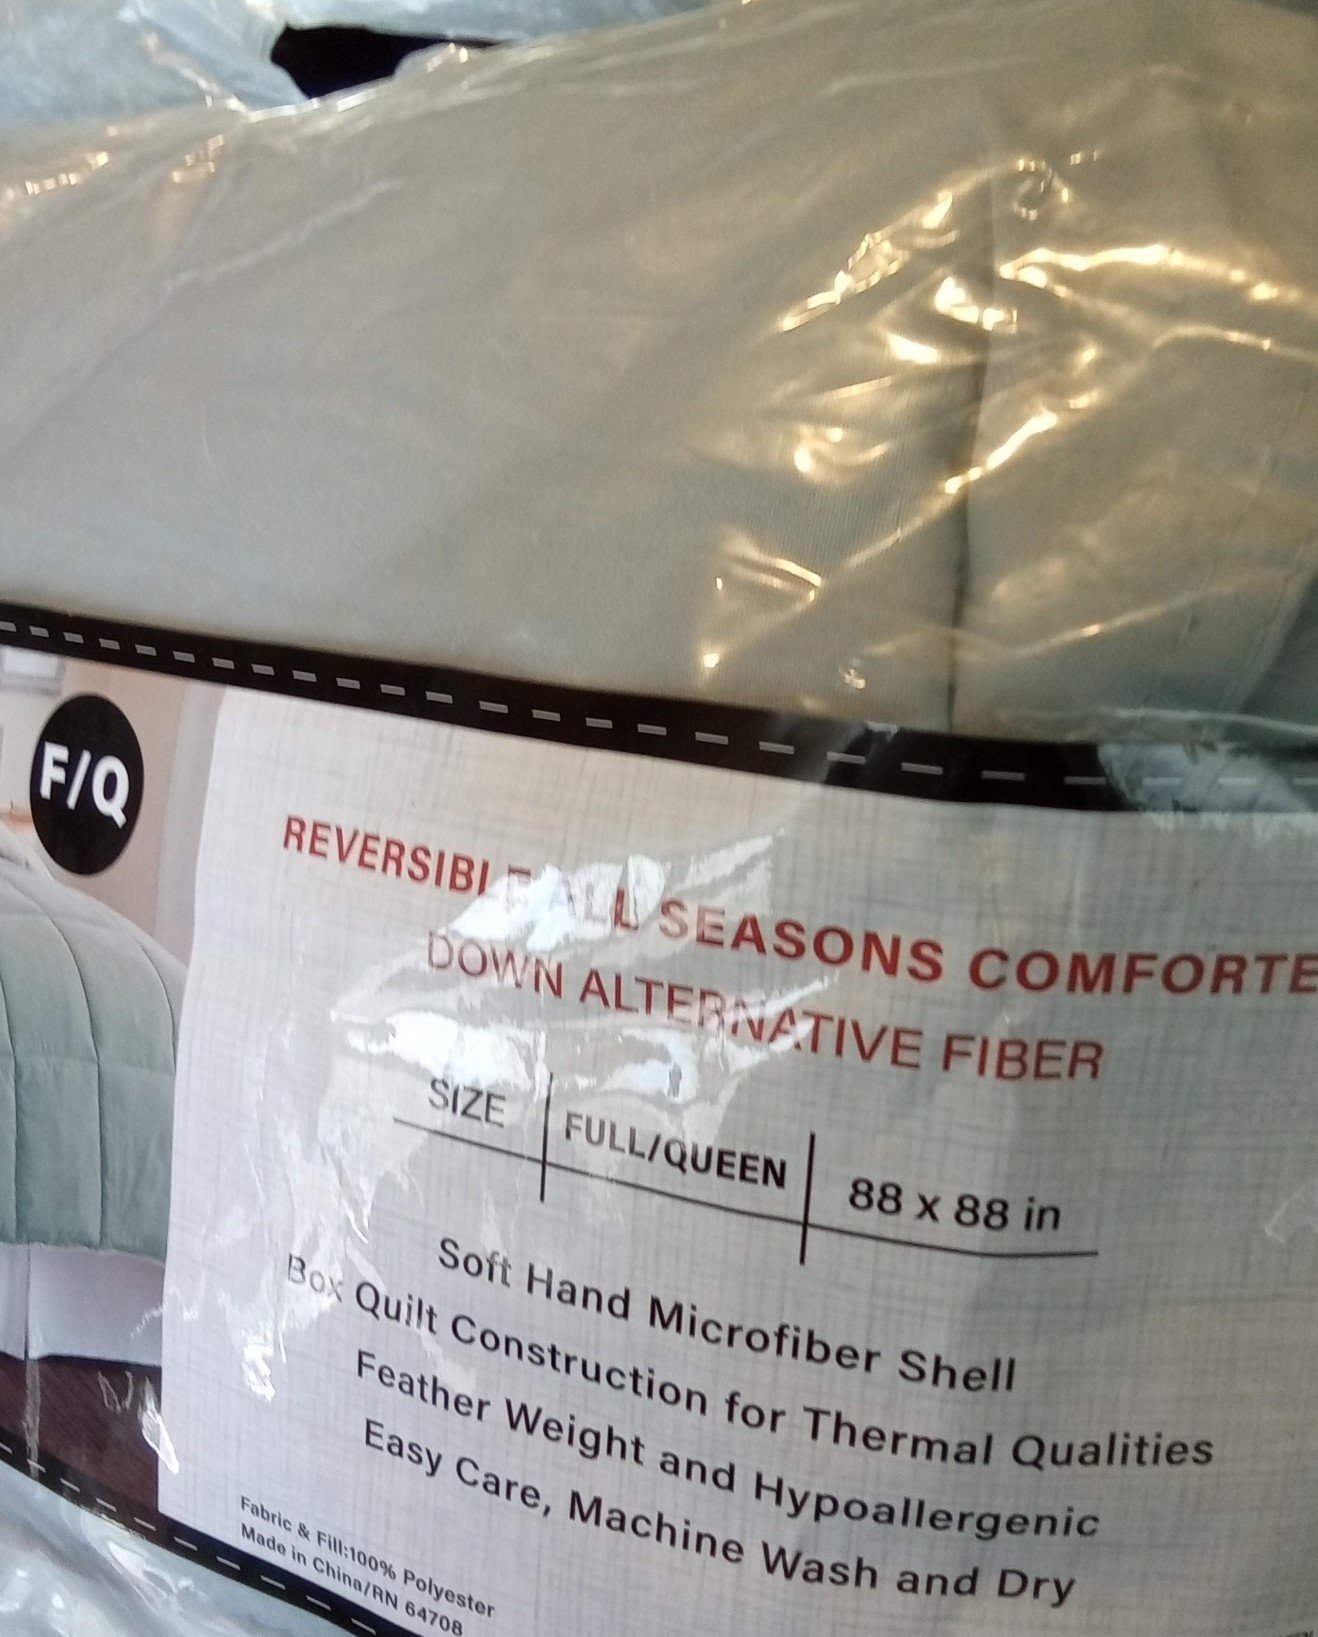 F/Q
REVERSIBLE ALL SEASONS COMFORTE
DOWN ALTERNATIVE FIBER
SIZE FULL/QUEEN 88 x 88 in
Soft Hand Microfiber Shell
Box Quilt Construction for Thermal Qualities
Feather Weight and Hypoallergenic
Easy Care, Machine Wash and Dry
Fabric & Fill:100% Polyester
Made in China/RN 64708